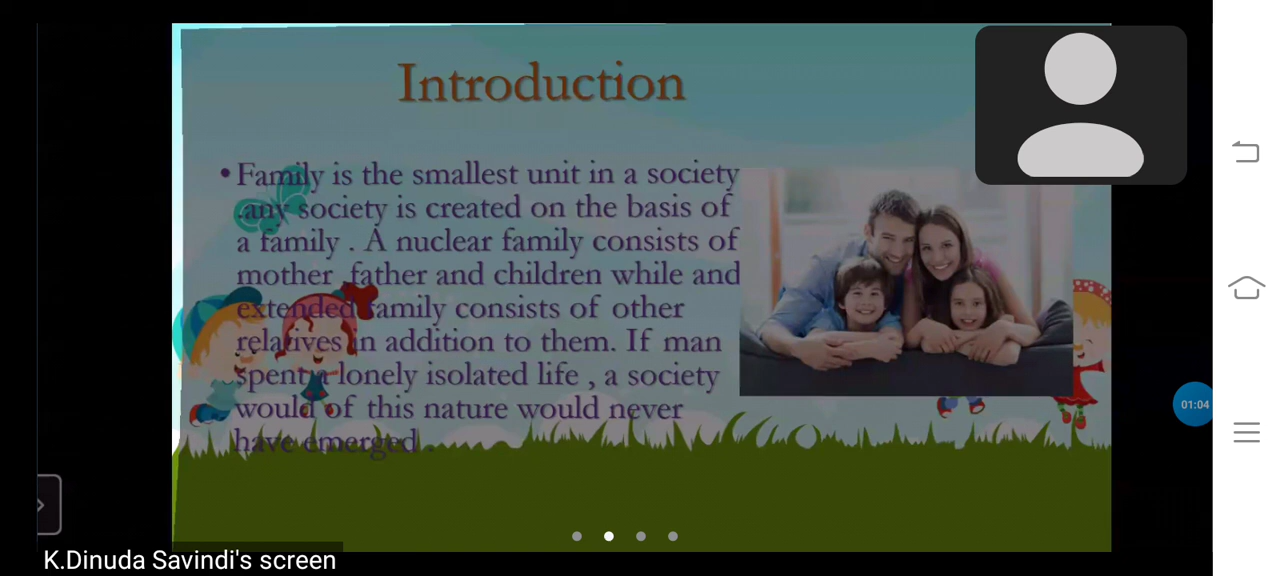 Introduction
• Family is the smallest unit in a society
.any society is created on the basis of
a family . A nuclear family consists of
mother ,father and children while and
extended family consists of other
relatives in addition to them. If man
spent a lonely isolated life , a society
would of this nature would never
have emerged .
01:04
K.Dinuda Savindi's screen